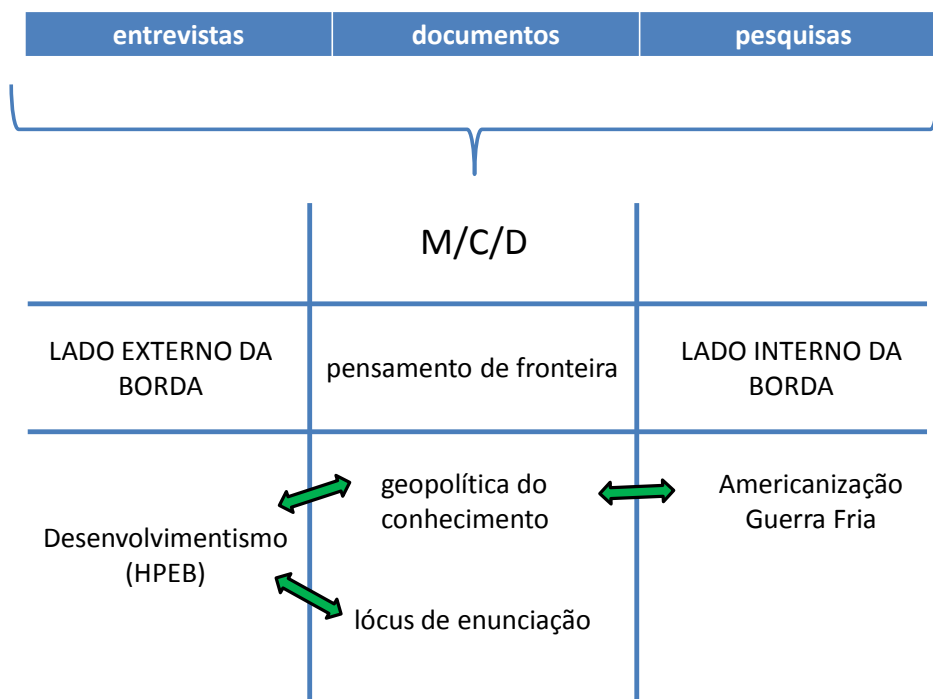 entrevistas
documentos
pesquisas
M/C/D
LADO EXTERNO DA
BORDA
pensamento de fronteira
LADO INTERNO DA
BORDA
Desenvolvimentismo
(HPEB)
geopolítica do
conhecimento
lócus de enunciação
Americanização
Guerra Fria